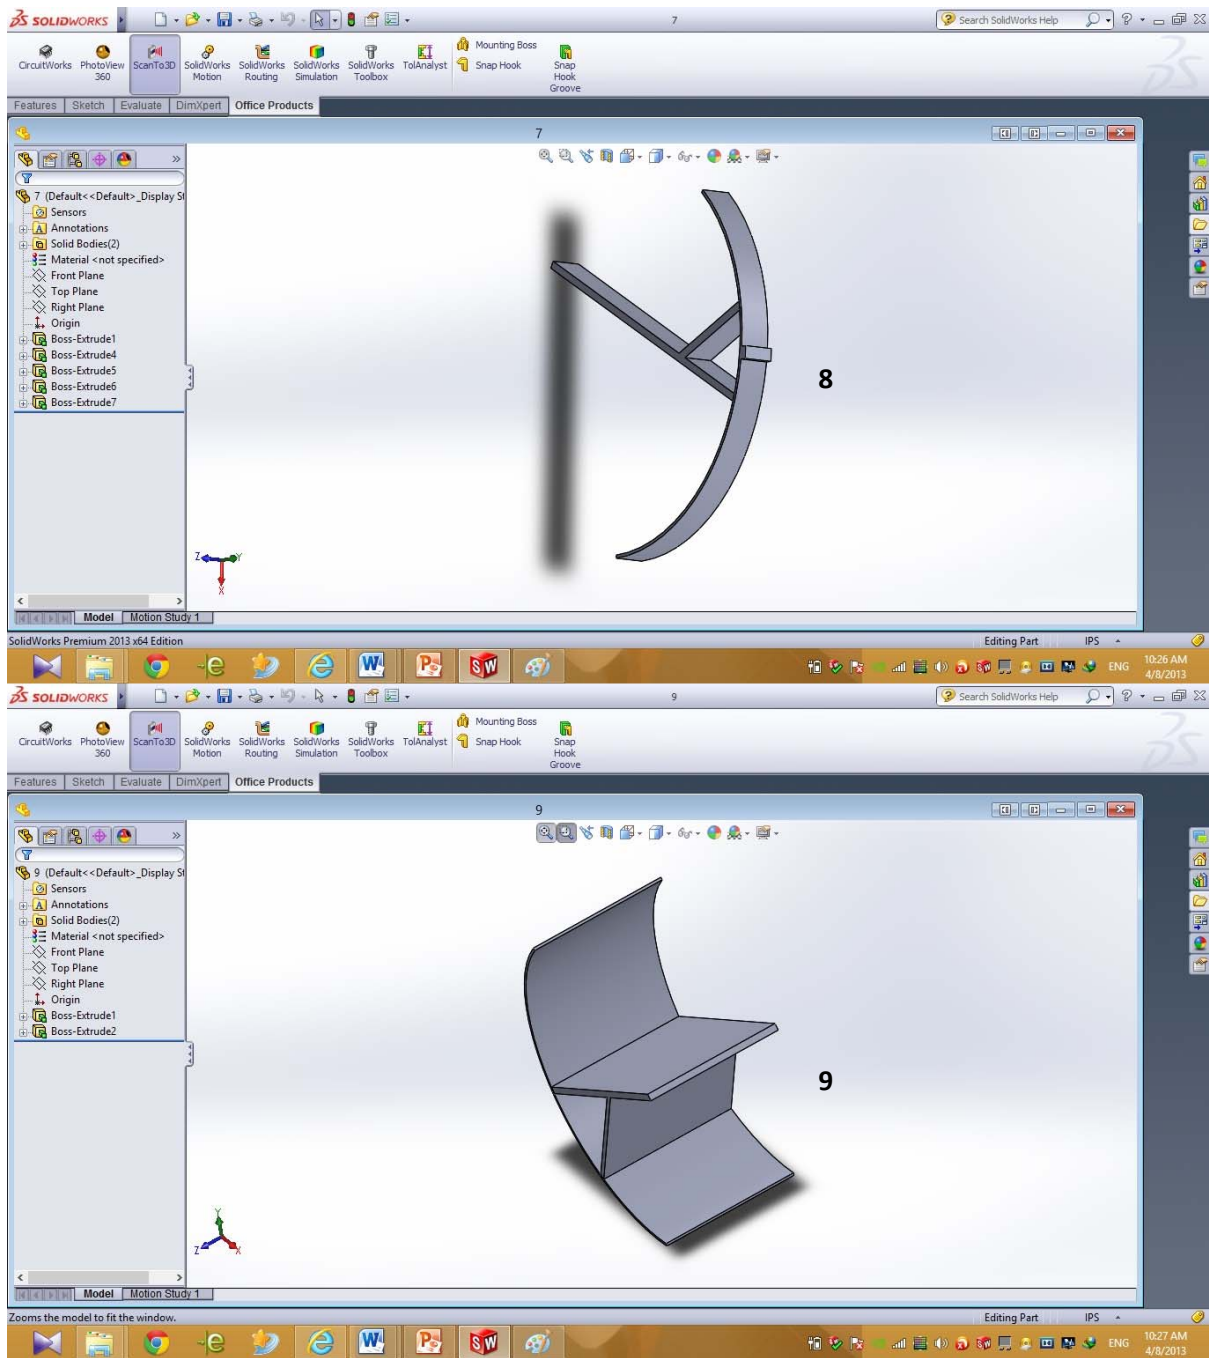 SOLIDWORKS
7
Search SolidWorks Help
CircuitWorks
PhotoView 360
ScanTo3D
SolidWorks Motion
SolidWorks Routing
SolidWorks Simulation
SolidWorks Toolbox
TolAnalyst
Mounting Boss
Snap Hook
Snap Hook Groove
Features Sketch Evaluate DimXpert Office Products
7
7 (Default<<Default>_Display St
Sensors
Annotations
Solid Bodies(2)
Material <not specified>
Front Plane
Top Plane
Right Plane
Origin
Boss-Extrude1
Boss-Extrude4
Boss-Extrude5
Boss-Extrude6
Boss-Extrude7
8
Z Y
X
Model Motion Study 1
SolidWorks Premium 2013 x64 Edition
Editing Part IPS
ENG 10:26 AM
4/8/2013
SOLIDWORKS
9
Search SolidWorks Help
CircuitWorks
PhotoView 360
ScanTo3D
SolidWorks Motion
SolidWorks Routing
SolidWorks Simulation
SolidWorks Toolbox
TolAnalyst
Mounting Boss
Snap Hook
Snap Hook Groove
Features Sketch Evaluate DimXpert Office Products
9
9 (Default<<Default>_Display St
Sensors
Annotations
Solid Bodies(2)
Material <not specified>
Front Plane
Top Plane
Right Plane
Origin
Boss-Extrude1
Boss-Extrude2
9
Y
Z X
Model Motion Study 1
Zooms the model to fit the window.
Editing Part IPS
ENG 10:27 AM
4/8/2013